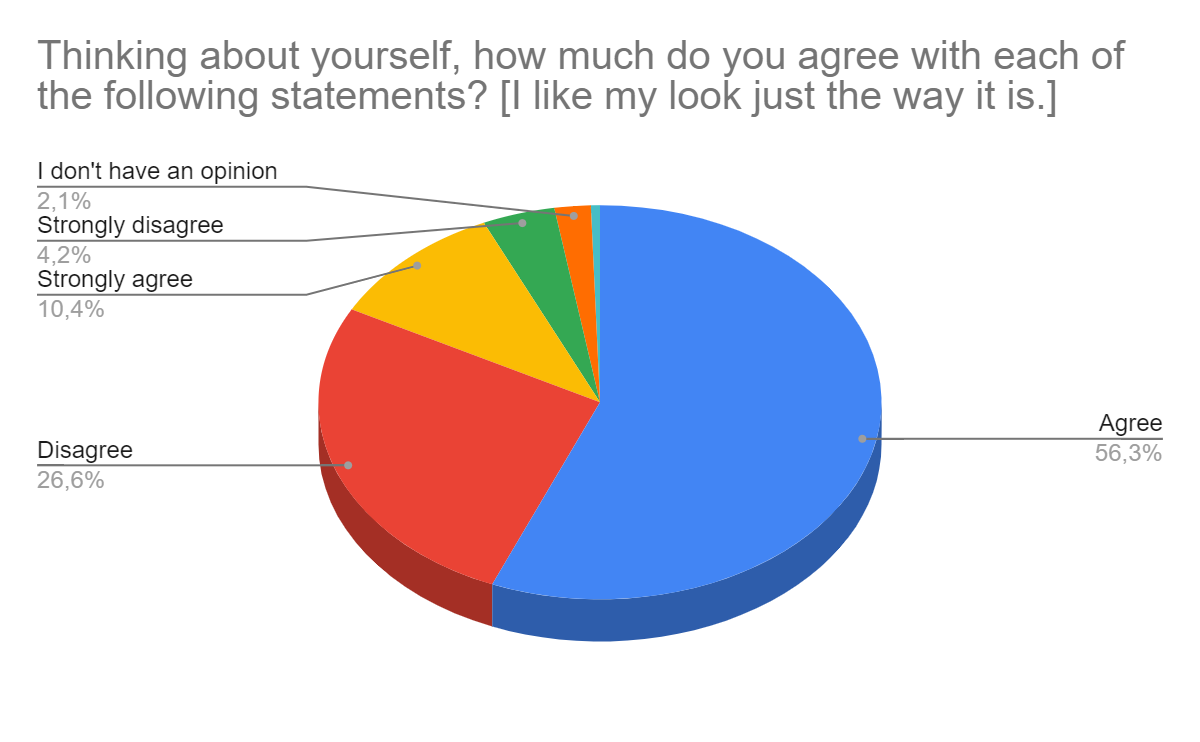 Thinking about yourself, how much do you agree with each of
the following statements? [I like my look just the way it is.]
I don't have an opinion
2,1%
Strongly disagree
4,2%
Strongly agree
10,4%
Disagree
26,6%
Agree
56,3%